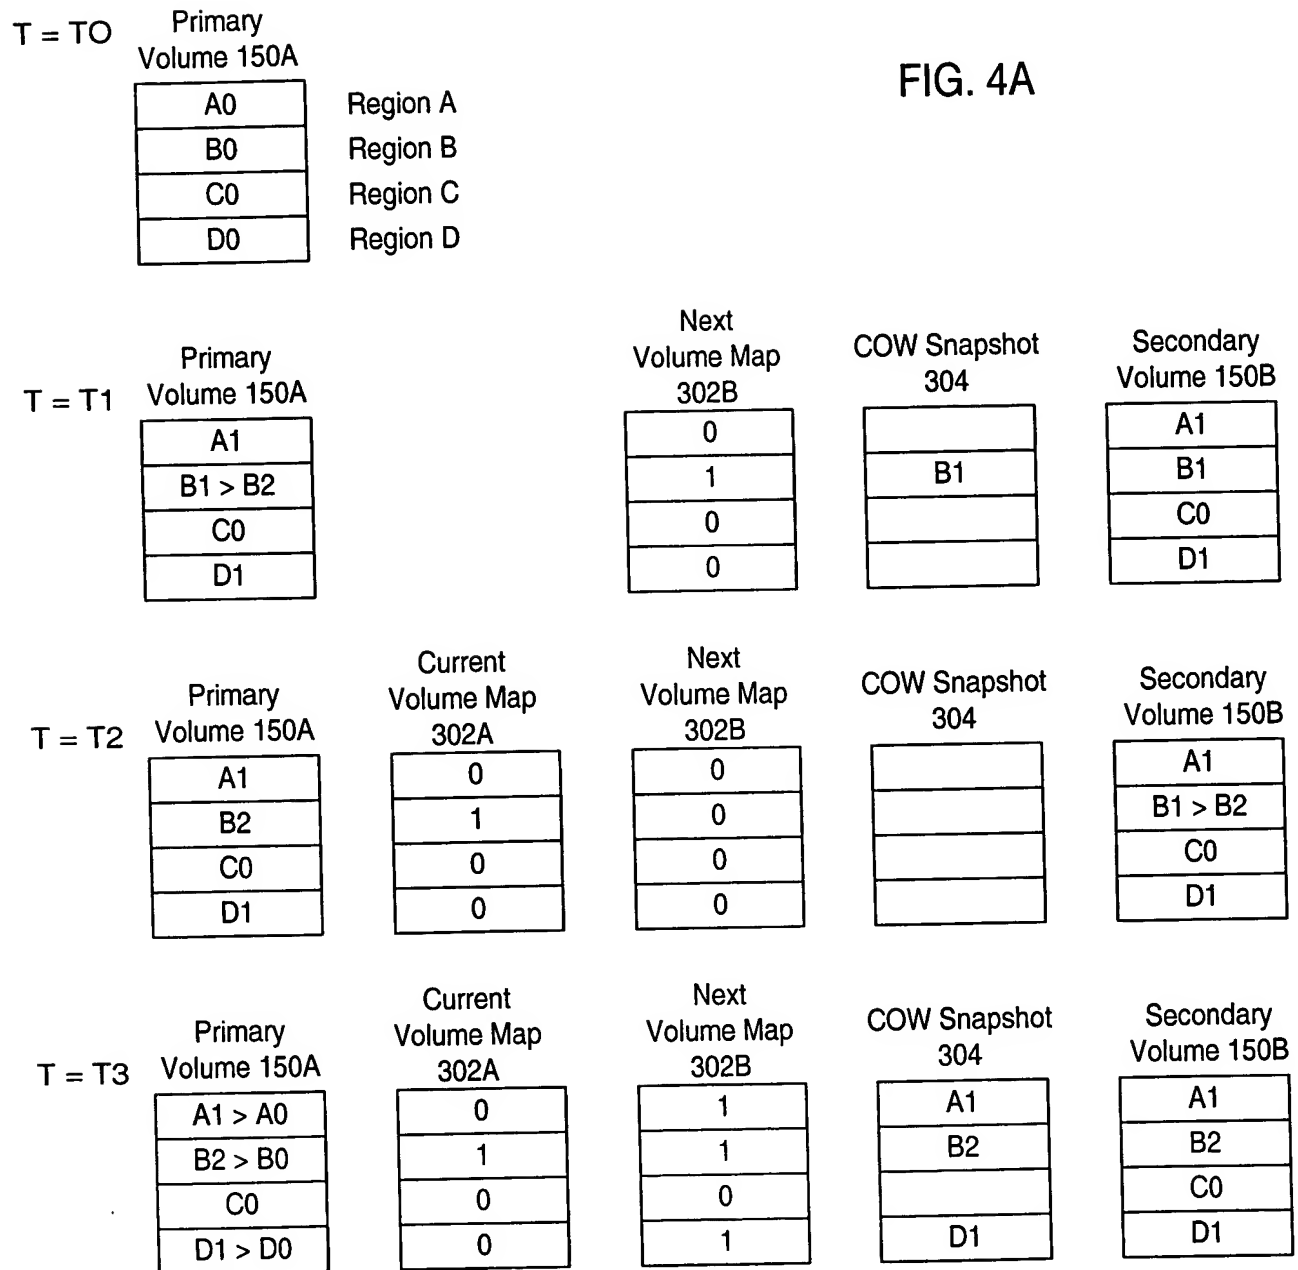 T = TO
Primary
Volume 150A
FIG. 4A
A0 Region A
B0 Region B
C0 Region C
D0 Region D
T = T1
Primary
Volume 150A
Next
Volume Map
302B
COW Snapshot
304
Secondary
Volume 150B
A1 0 A1
B1 > B2 1 B1 B1
C0 0 C0
D1 0 D1
T = T2
Primary
Volume 150A
Current
Volume Map
302A
Next
Volume Map
302B
COW Snapshot
304
Secondary
Volume 150B
A1 0 0 A1
B2 1 0 B1 > B2
C0 0 0 C0
D1 0 0 D1
T = T3
Primary
Volume 150A
Current
Volume Map
302A
Next
Volume Map
302B
COW Snapshot
304
Secondary
Volume 150B
A1 > A0 0 1 A1 A1
B2 > B0 1 1 B2 B2
C0 0 0 C0
D1 > D0 0 1 D1 D1